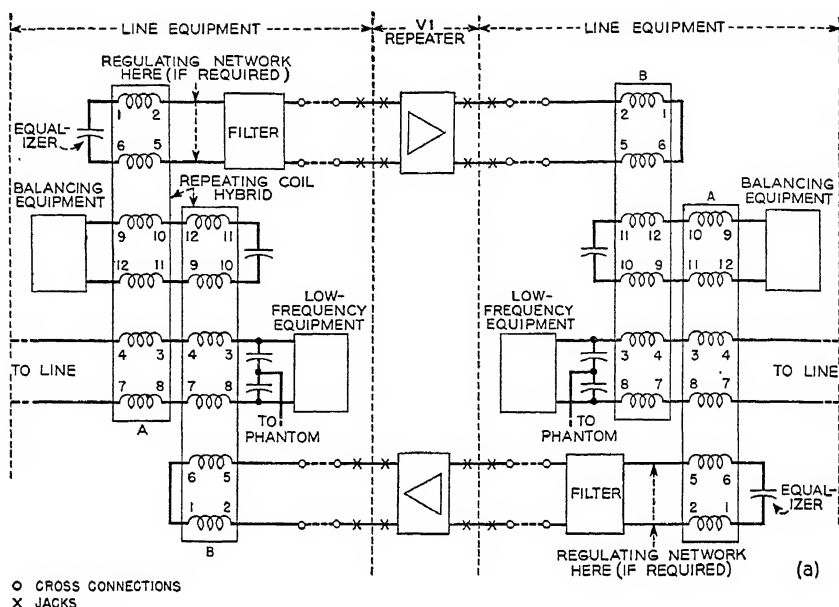 LINE EQUIPMENT
V1
REPEATER
LINE EQUIPMENT
REGULATING NETWORK
HERE (IF REQUIRED)
B
1 2
2 1
EQUAL-
IZER
FILTER
6 5
5 6
REPEATING COIL
HYBRID
BALANCING
EQUIPMENT
A
BALANCING
EQUIPMENT
9 10 12 11
11 12 10 9
12 11 9 10
10 9 11 12
LOW-
FREQUENCY
EQUIPMENT
LOW-
FREQUENCY
EQUIPMENT
4 3 4 3
3 4 3 4
TO LINE
TO LINE
7 8 7 8
8 7 8 7
A
TO
PHANTOM
TO
PHANTOM
B
6 5
5 6
FILTER
EQUAL-
IZER
1 2
2 1
REGULATING NETWORK
HERE (IF REQUIRED)
(a)
O CROSS CONNECTIONS
X JACKS